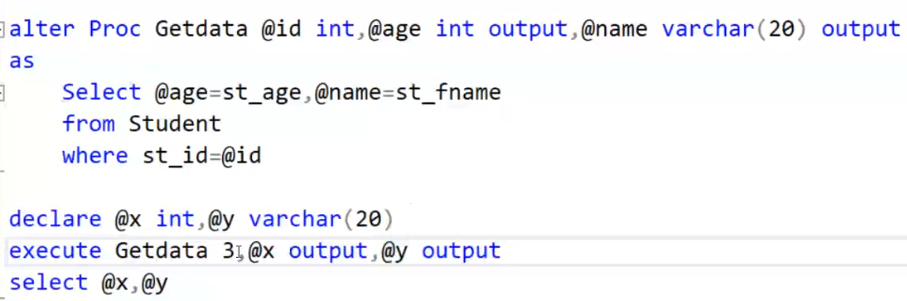 alter Proc Getdata @id int,@age int output,@name varchar(20) output
as
Select @age=st_age,@name=st_fname
from Student
where st_id=@id
declare @x int,@y varchar(20)
execute Getdata 3,@x output,@y output
select @x,@y